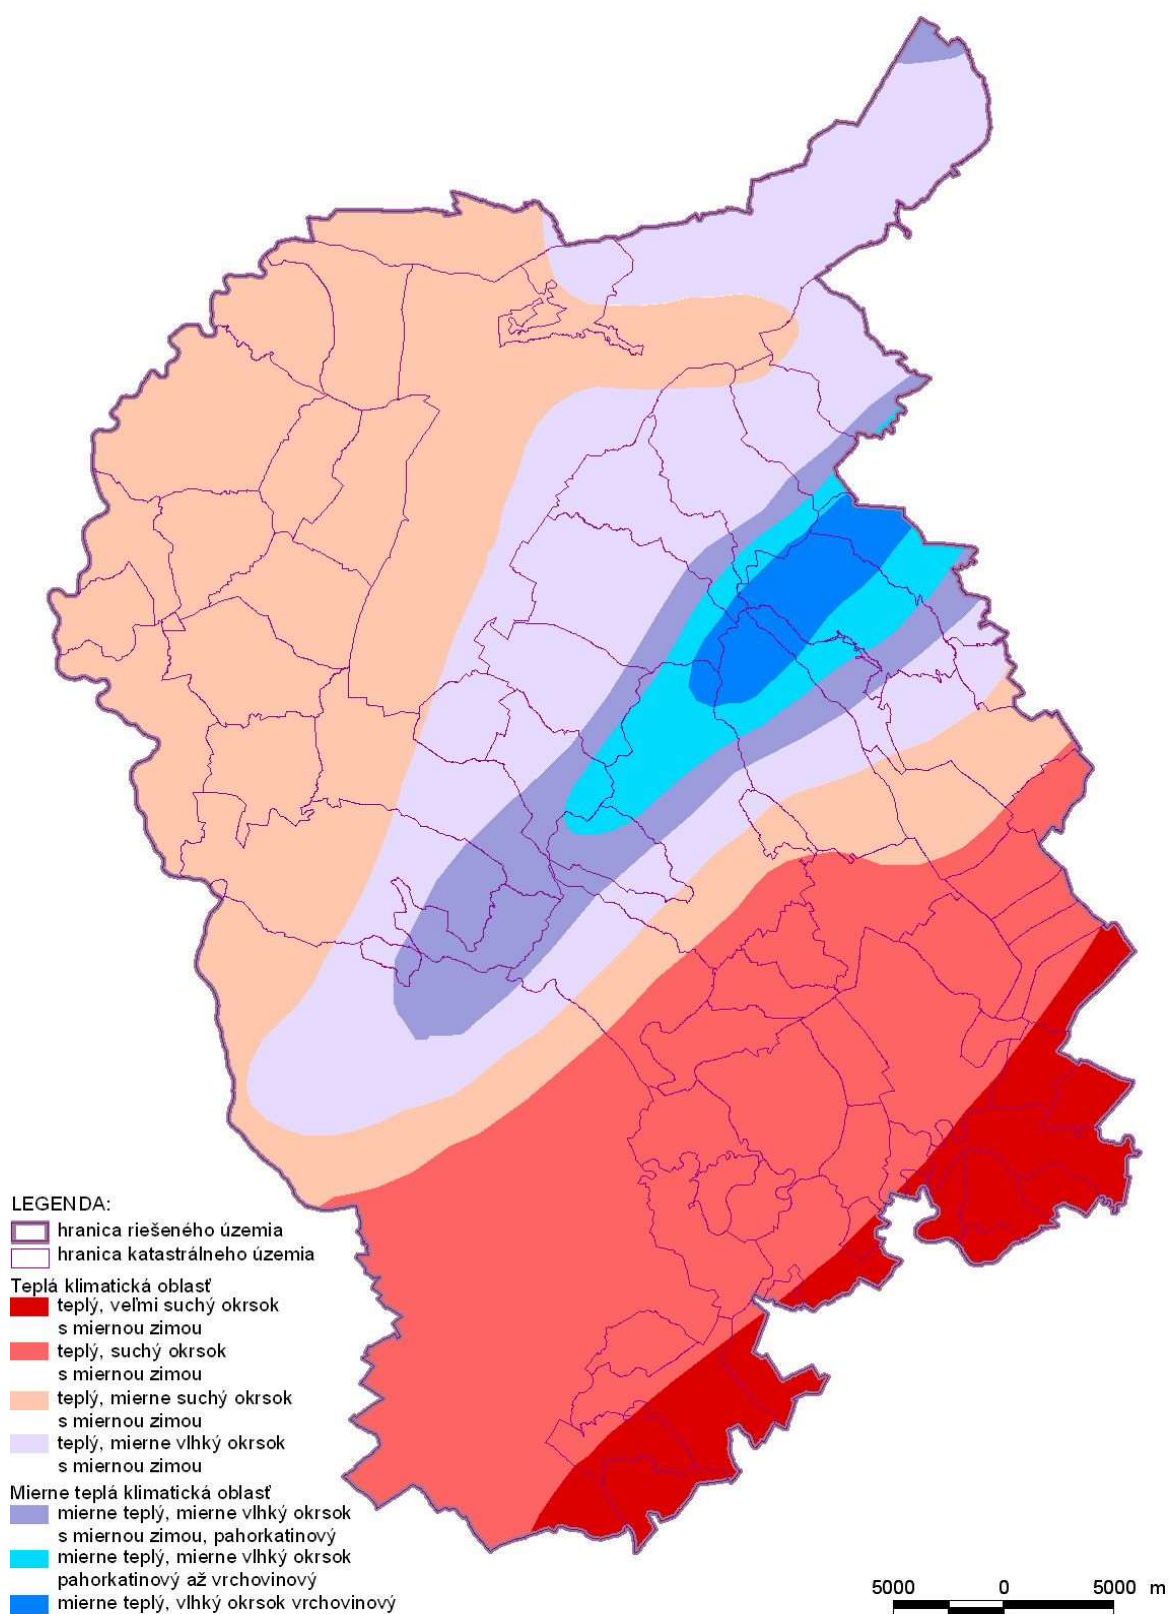 LEGENDA:
hranica riešeného územia
hranica katastrálneho územia
Teplá klimatická oblasť
teplý, veľmi suchý okrsok
s miernou zimou
teplý, suchý okrsok
s miernou zimou
teplý, mierne suchý okrsok
s miernou zimou
teplý, mierne vlhký okrsok
s miernou zimou
Mierne teplá klimatická oblasť
mierne teplý, mierne vlhký okrsok
s miernou zimou, pahorkatinový
mierne teplý, mierne vlhký okrsok
pahorkatinový až vrchovinový
mierne teplý, vlhký okrsok vrchovinový
5000 0 5000 m